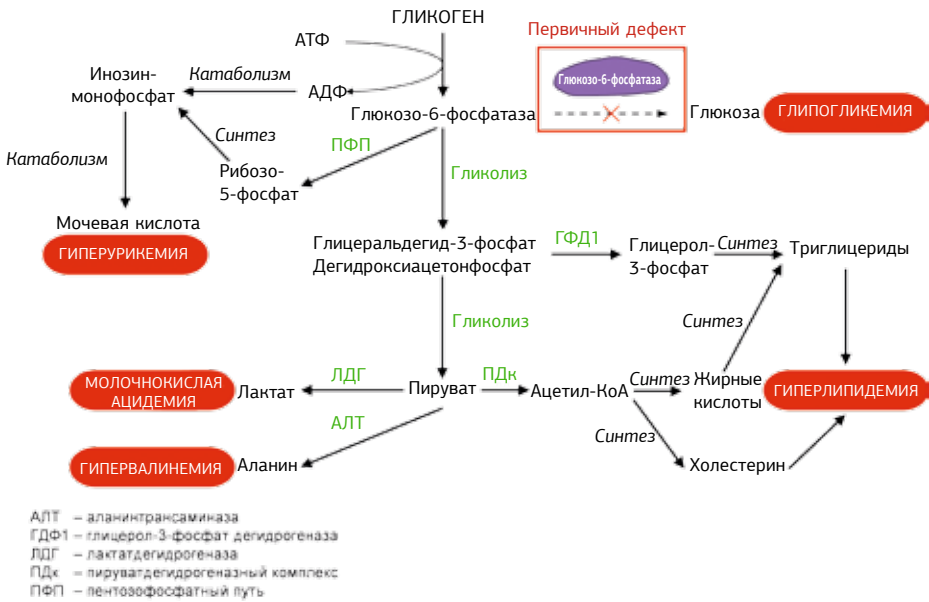 ГЛИКОГЕН
Первичный дефект
АТФ
Глюкозо-6-фосфатаза
Инозин-
монофосфат
Катаболизм
АДФ
Глюкозо-6-фосфатаза
Глюкоза
ГЛИПОГЛИКЕМИЯ
Синтез
ПФП
Катаболизм
Рибозо-
5-фосфат
Гликолиз
Мочевая кислота
ГИПЕРУРИКЕМИЯ
Глицеральдегид-3-фосфат
Дегидроксиацетонфосфат
ГФД1
Глицерол-
3-фосфат
Синтез
Триглицериды
Гликолиз
Синтез
МОЛОЧНОКИСЛАЯ
АЦИДЕМИЯ
Лактат
ЛДГ
Пируват
ПДк
Ацетил-КоА
Синтез
Жирные
кислоты
ГИПЕРЛИПИДЕМИЯ
АЛТ
Синтез
ГИПЕРВАЛИНЕМИЯ
Аланин
Холестерин
АЛТ – аланинтрансаминаза
ГДФ1 – глицерол-3-фосфат дегидрогеназа
ЛДГ – лактатдегидрогеназа
ПДк – пируватдегидрогеназный комплекс
ПФП – пентозофосфатный путь